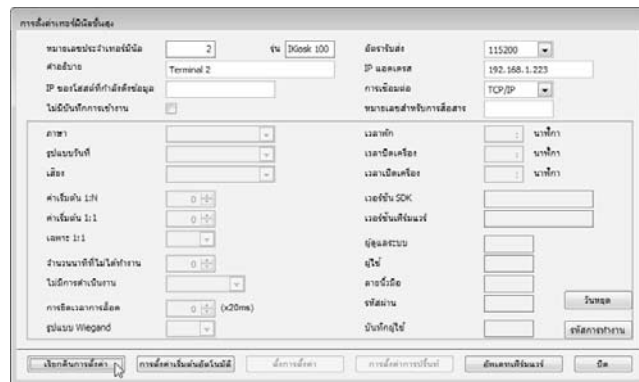 การตั้งค่าเทอร์มินัลขั้นสูง
หมายเลขประจำเทอร์มินัล 2 รุ่น IKiosk 100 อัตรารับส่ง 115200
คำอธิบาย Terminal 2 IP แอดเดรส 192.168.1.223
IP ของโฮสต์ที่กำลังดึงข้อมูล การเชื่อมต่อ TCP/IP
ไม่มีบันทึกการเข้างาน หมายเลขสำหรับการสื่อสาร
ภาษา เวลาพัก : นาฬิกา
รูปแบบวันที่ เวลาปิดเครื่อง : นาฬิกา
เสียง เวลาเปิดเครื่อง : นาฬิกา
ค่าเริ่มต้น 1:N 0 เวอร์ชั่น SDK
ค่าเริ่มต้น 1:1 0 เวอร์ชั่นเฟิร์มแวร์
เฉพาะ 1:1 ผู้ดูแลระบบ
จำนวนนาทีที่ไม่ได้ทำงาน 0 ผู้ใช้
ไม่มีการดำเนินงาน ลายนิ้วมือ
การยืดเวลาการล็อค 0 (x20ms) รหัสผ่าน วันหยุด
รูปแบบ Wiegand บันทึกผู้ใช้ รหัสการทำงาน
เรียกคืนการตั้งค่า การตั้งค่าเริ่มต้นอัตโนมัติ ตั้งการตั้งค่า การตั้งค่าการปริ้นท์ อัพเดทเฟิร์มแวร์ ปิด